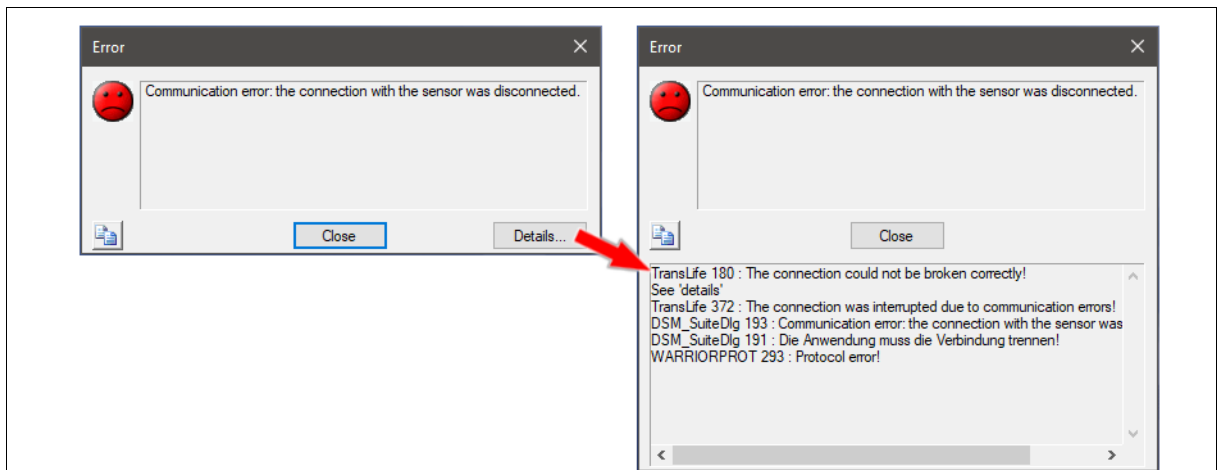 Error
Communication error: the connection with the sensor was disconnected.
Close
Details...
Error
Communication error: the connection with the sensor was disconnected.
Close
TransLife 180 : The connection could not be broken correctly!
See 'details'
TransLife 372 : The connection was interrupted due to communication errors!
DSM_SuiteDlg 193 : Communication error: the connection with the sensor was
DSM_SuiteDlg 191 : Die Anwendung muss die Verbindung trennen!
WARRIORPROT 293 : Protocol error!